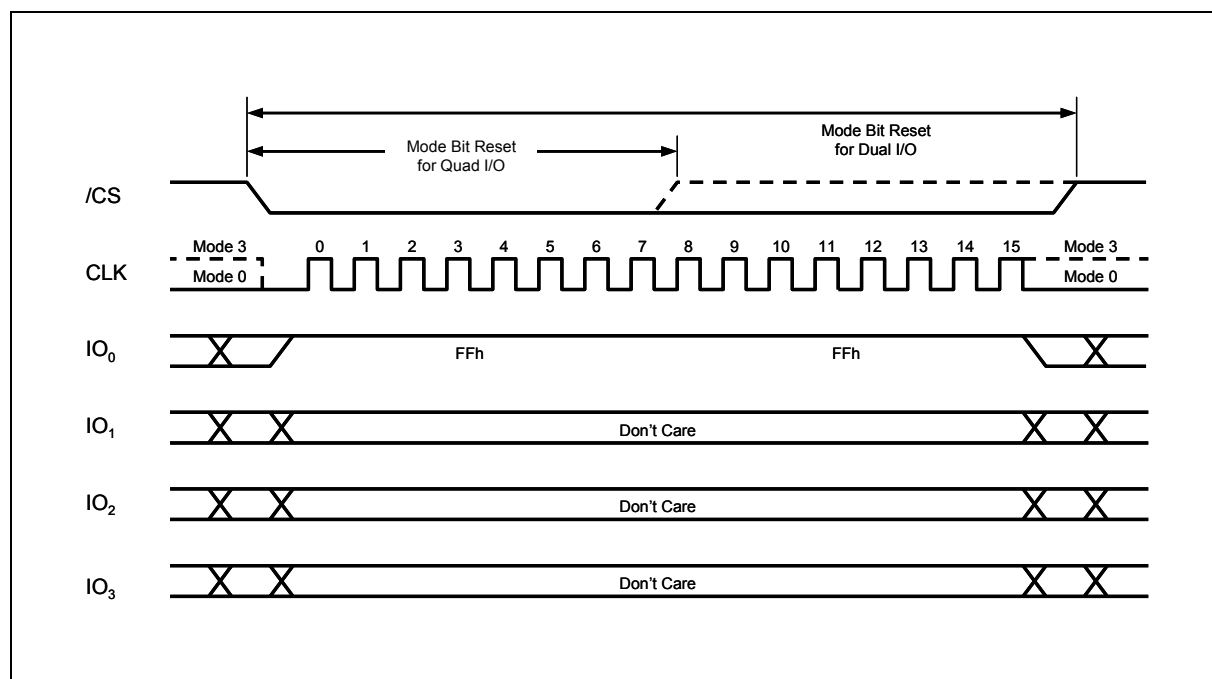 Mode Bit Reset
for Dual I/O
Mode Bit Reset
for Quad I/O
/CS
Mode 3
0 1 2 3 4 5 6 7 8 9 10 11 12 13 14 15
Mode 3
CLK
Mode 0
Mode 0
IO0
FFh
FFh
IO1
Don't Care
IO2
Don't Care
IO3
Don't Care